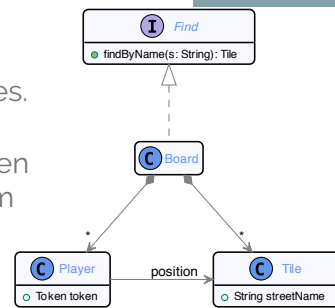 I Find
findByName(s: String): Tile
es.
C Board
en
m
*
*
C Player
position
C Tile
Token token
String streetName